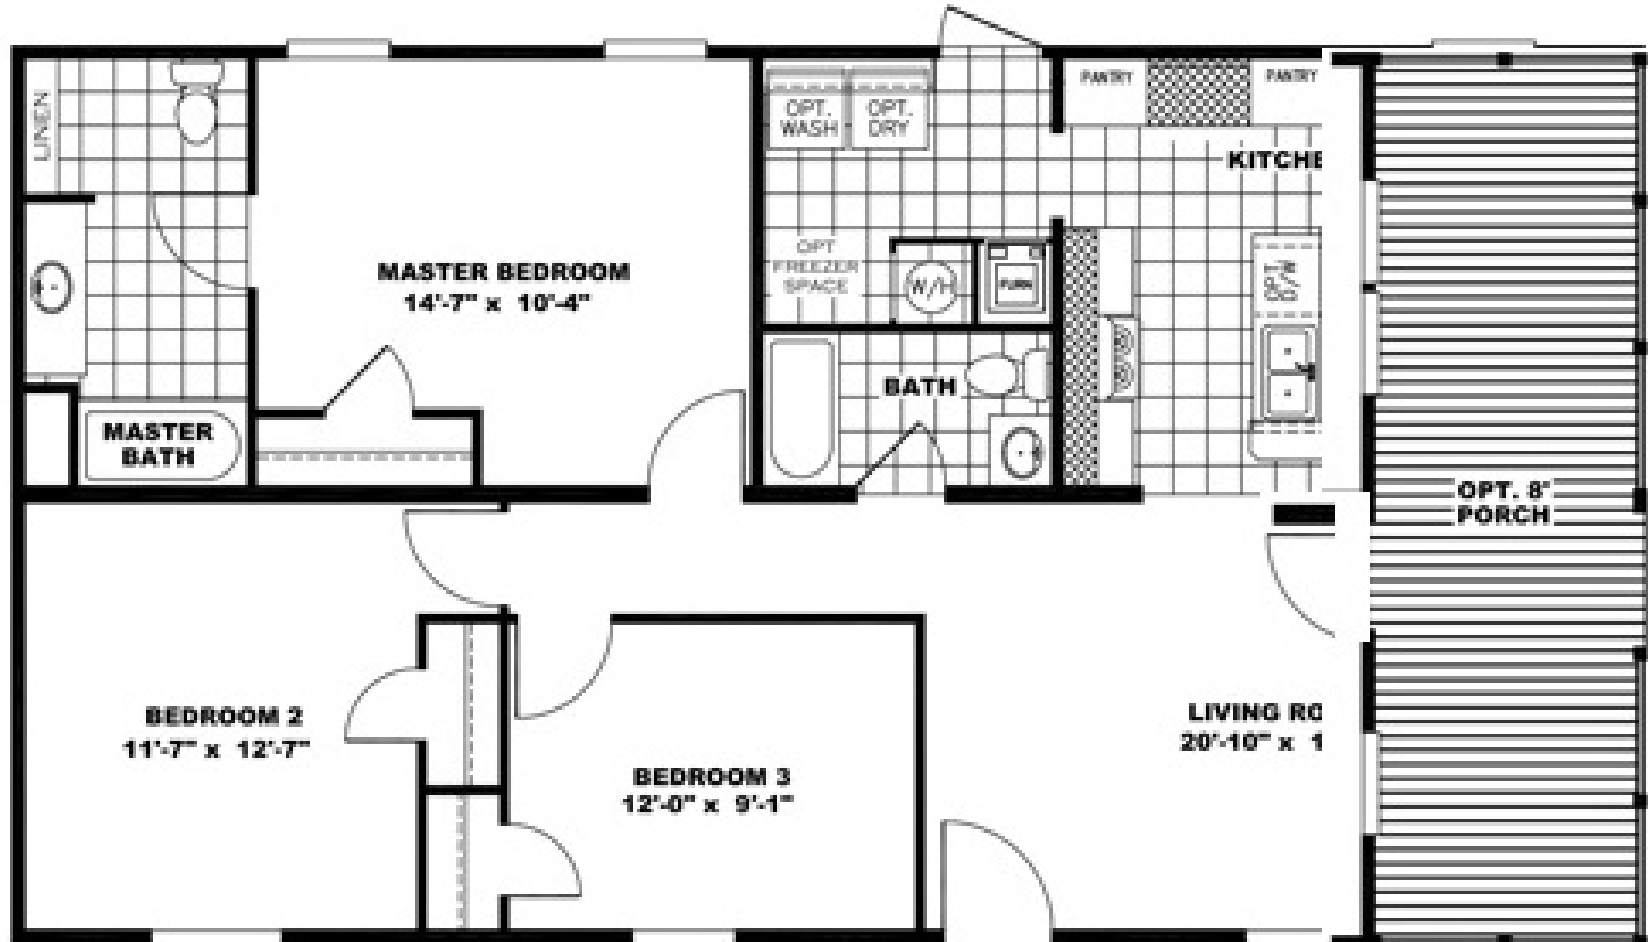 LINEN
OPT.
WASH
OPT.
DRY
PANTRY
PANTRY
KITCHE
MASTER BEDROOM
14'-7" x 10'-4"
OPT
FREEZER
SPACE
W/H
FURN
OPT
D/W
BATH
MASTER
BATH
OPT. 8'
PORCH
BEDROOM 2
11'-7" x 12'-7"
BEDROOM 3
12'-0" x 9'-1"
LIVING RO
20'-10" x 1